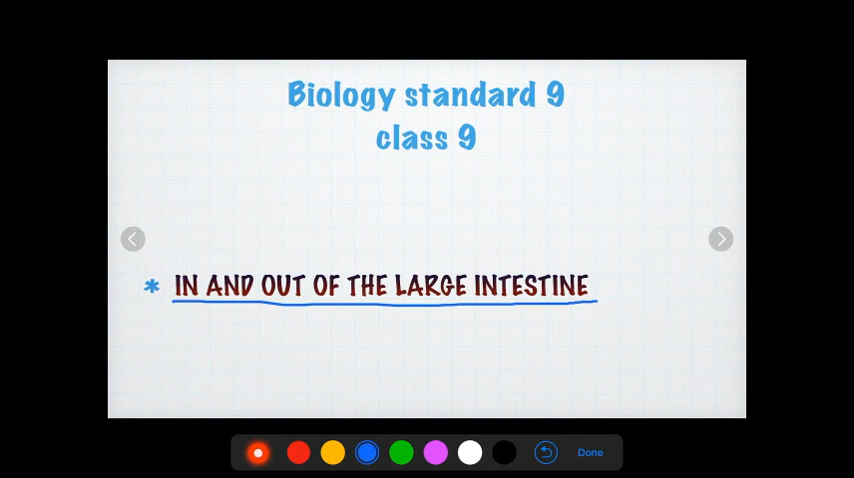 Biology standard 9
class 9
* IN AND OUT OF THE LARGE INTESTINE
Done